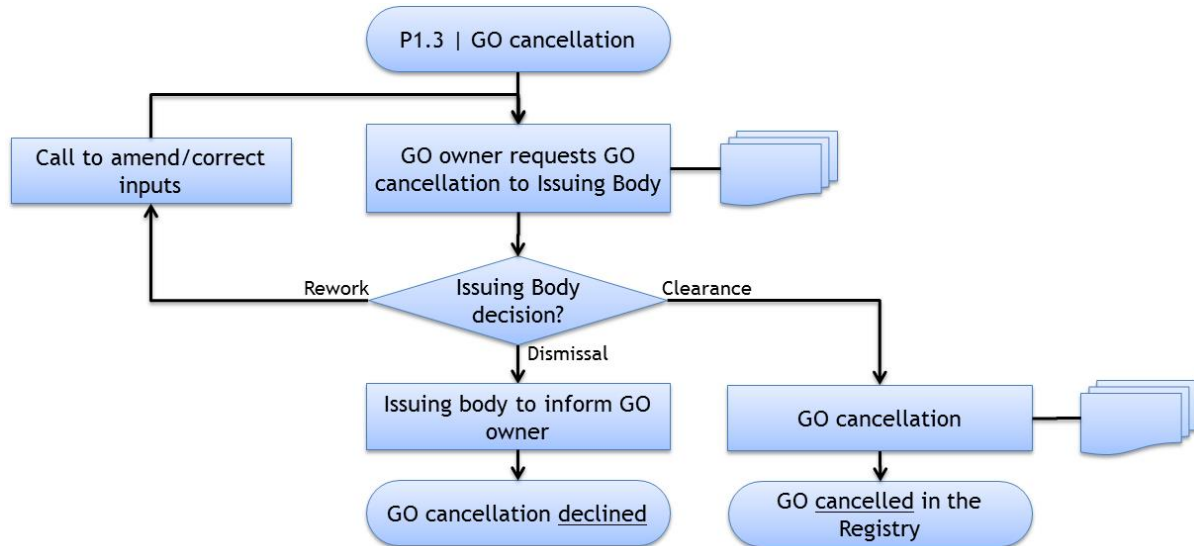 P1.3 | GO cancellation
Call to amend/correct
inputs
GO owner requests GO
cancellation to Issuing Body
Rework
Issuing Body
decision?
Clearance
Dismissal
Issuing body to inform GO
owner
GO cancellation
GO cancellation declined
GO cancelled in the
Registry